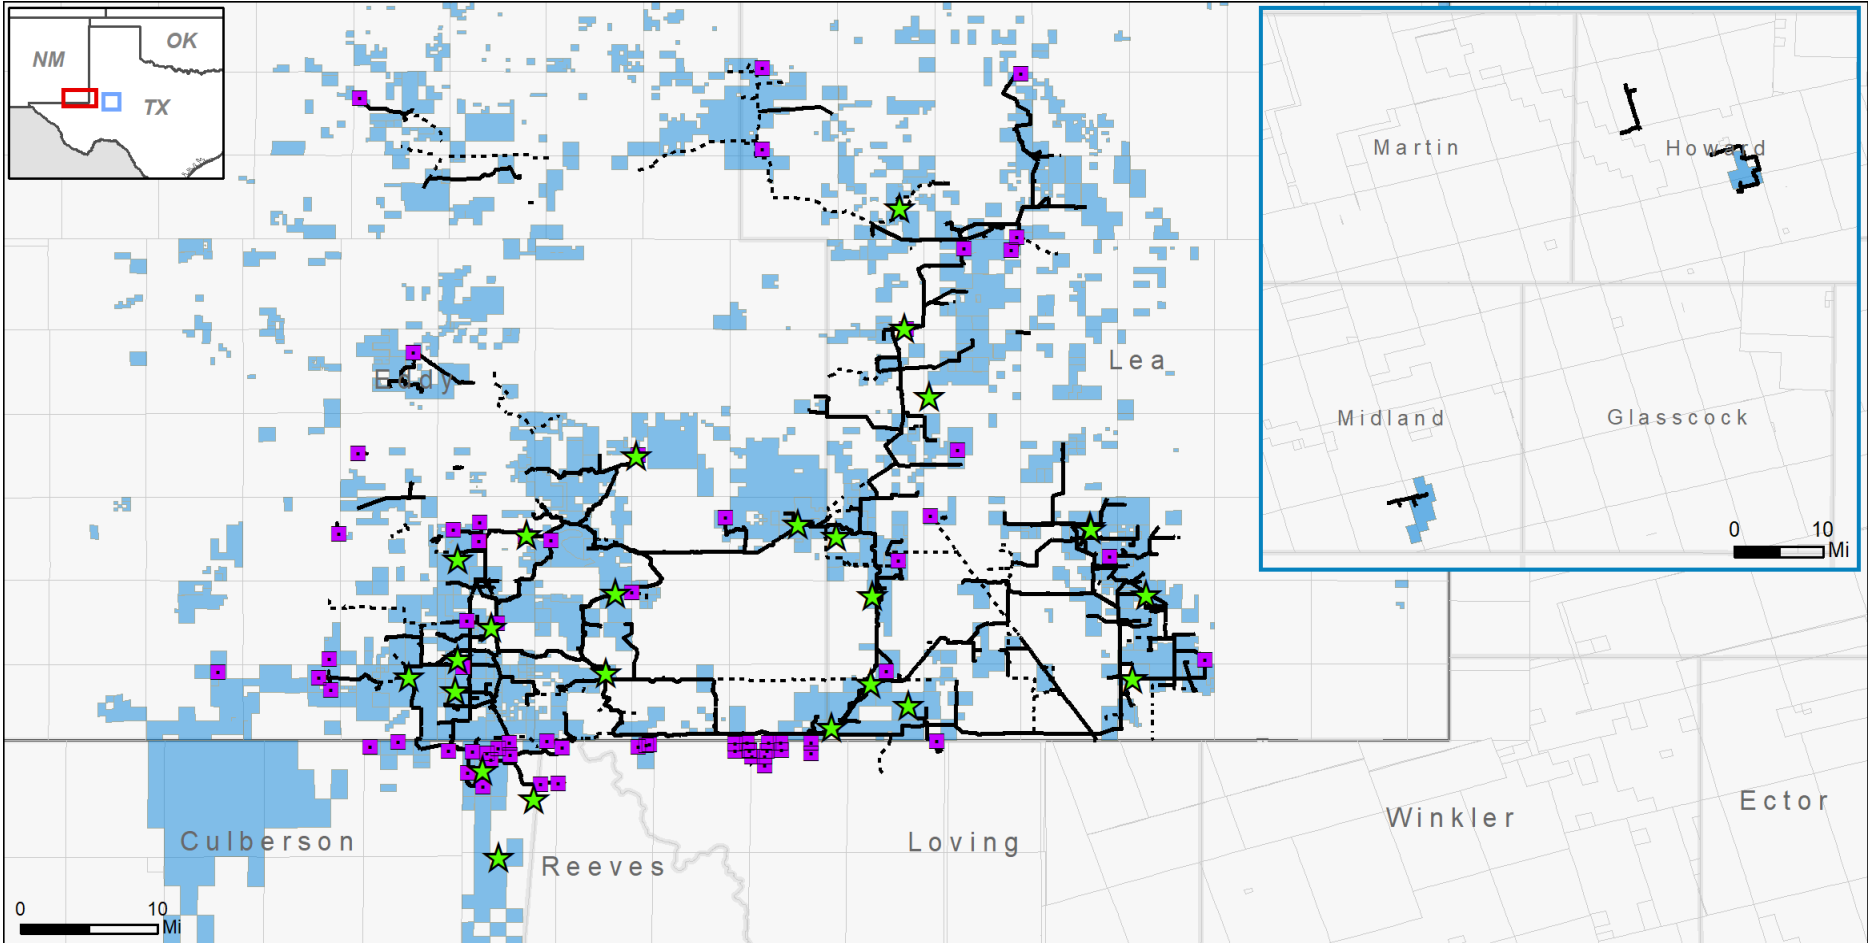 OK
NM
TX
Martin
Howard
Lea
Eddy
Midland
Glasscock
0 10
Mi
Ector
Winkler
Culberson
Loving
Reeves
0 10
Mi